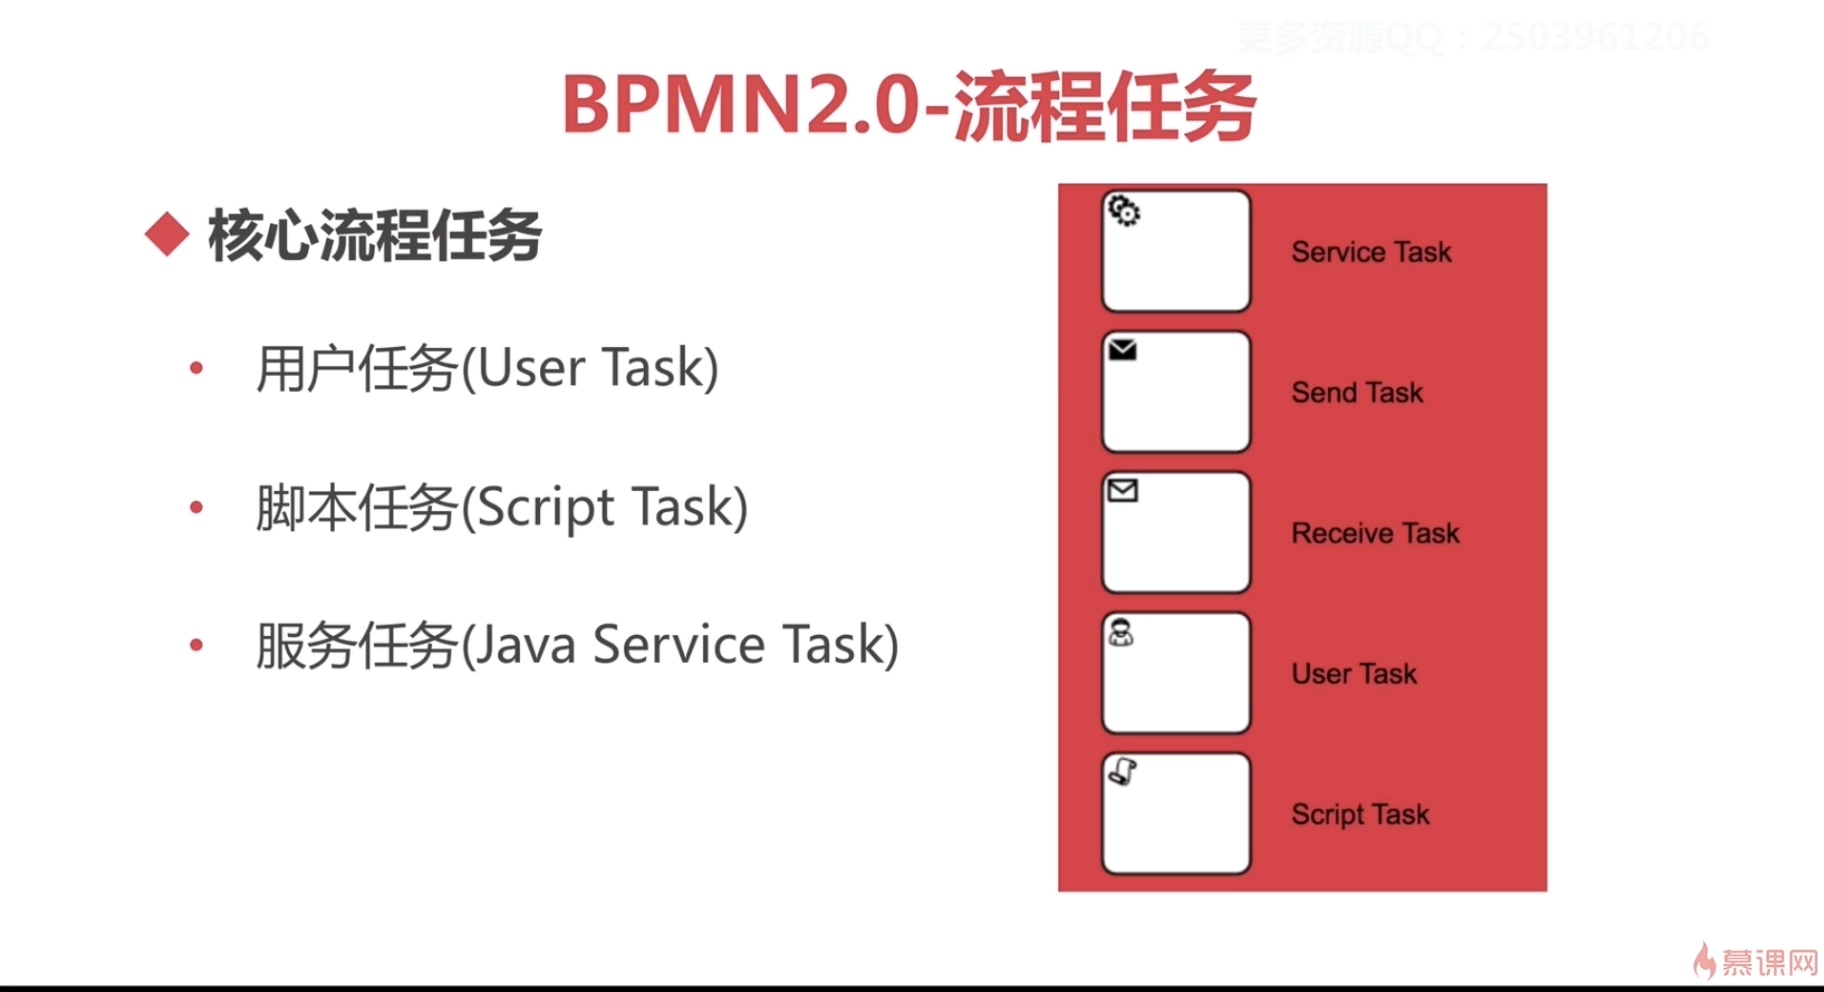 更多资源QQ：2503961206
BPMN2.0-流程任务
核心流程任务
用户任务(User Task)
脚本任务(Script Task)
服务任务(Java Service Task)
Service Task
Send Task
Receive Task
User Task
Script Task
慕课网